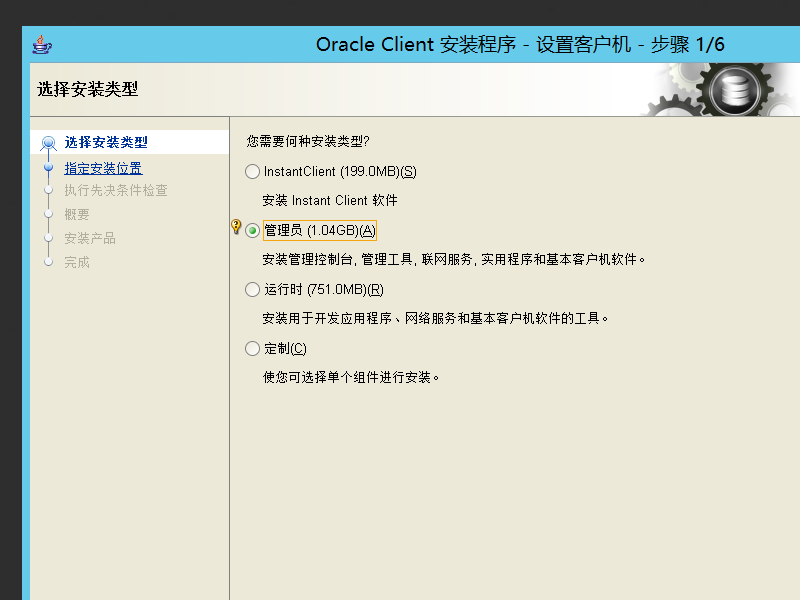 Oracle Client 安装程序 - 设置客户机 - 步骤 1/6
选择安装类型
选择安装类型
指定安装位置
执行先决条件检查
概要
安装产品
完成
您需要何种安装类型?
InstantClient (199.0MB)(S)
安装 Instant Client 软件
管理员 (1.04GB)(A)
安装管理控制台, 管理工具, 联网服务, 实用程序和基本客户机软件。
运行时 (751.0MB)(R)
安装用于开发应用程序、网络服务和基本客户机软件的工具。
定制(C)
使您可选择单个组件进行安装。